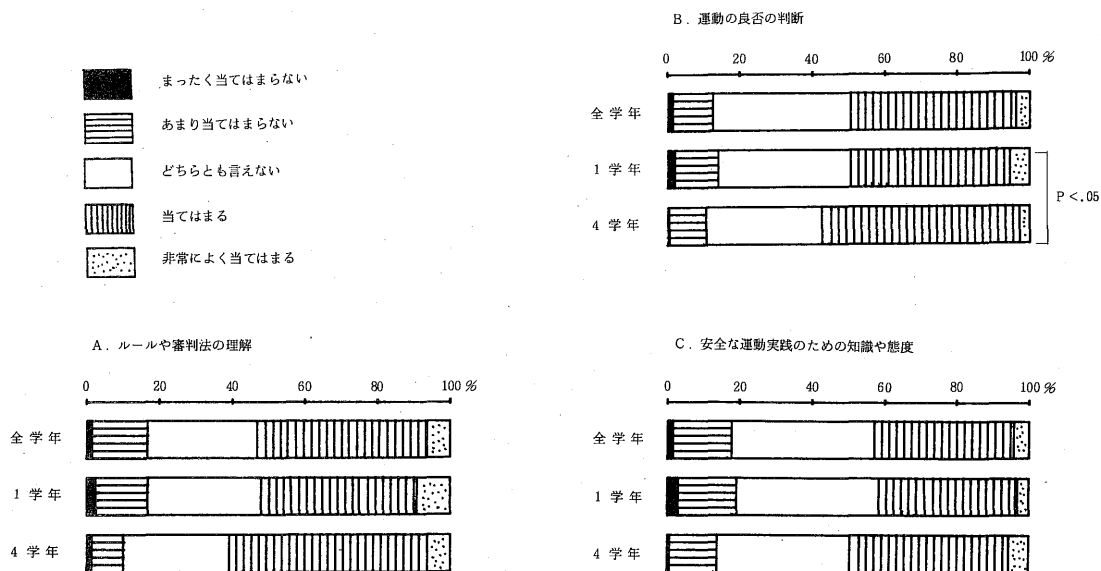 まったく当てはまらない
あまり当てはまらない
どちらとも言えない
当てはまる
非常によく当てはまる
B. 運動の良否の判断
0 20 40 60 80 100 %
全学年
1学年
4学年
P<.05
A. ルールや審判法の理解
0 20 40 60 80 100 %
全学年
1学年
4学年
C. 安全な運動実践のための知識や態度
0 20 40 60 80 100 %
全学年
1学年
4学年